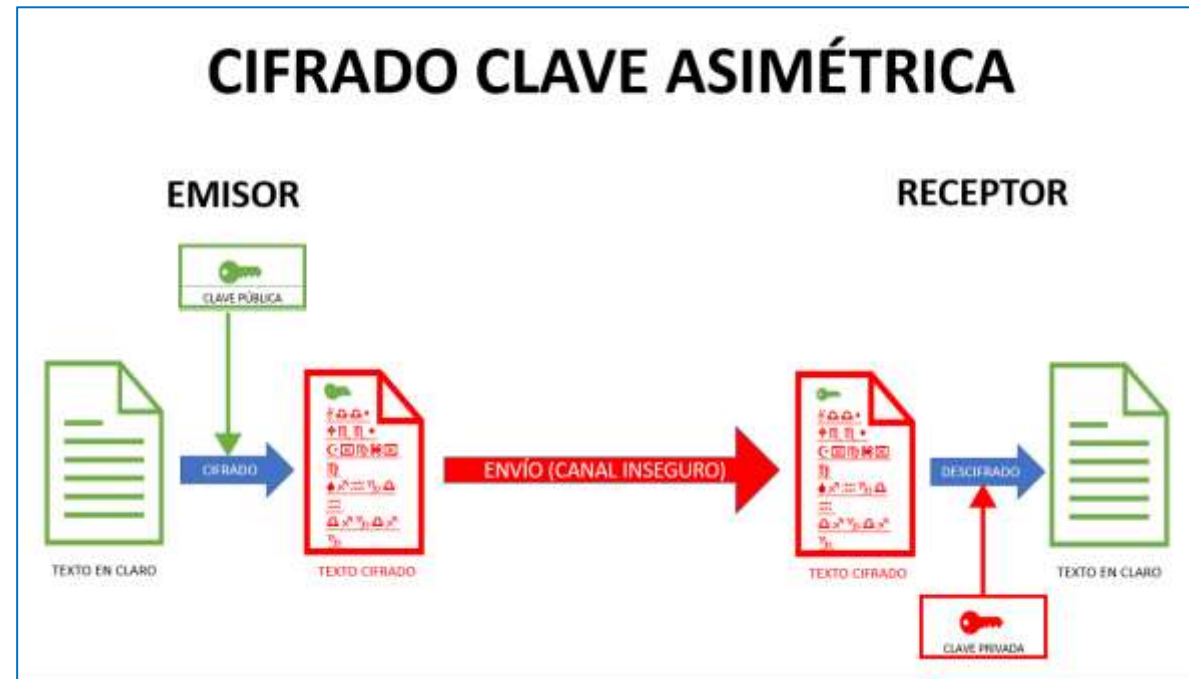 CIFRADO CLAVE ASIMÉTRICA
EMISOR
RECEPTOR
CLAVE PÚBLICA
CIFRADO
ENVÍO (CANAL INSEGURO)
DESCIFRADO
TEXTO EN CLARO
TEXTO CIFRADO
TEXTO CIFRADO
TEXTO EN CLARO
CLAVE PRIVADA